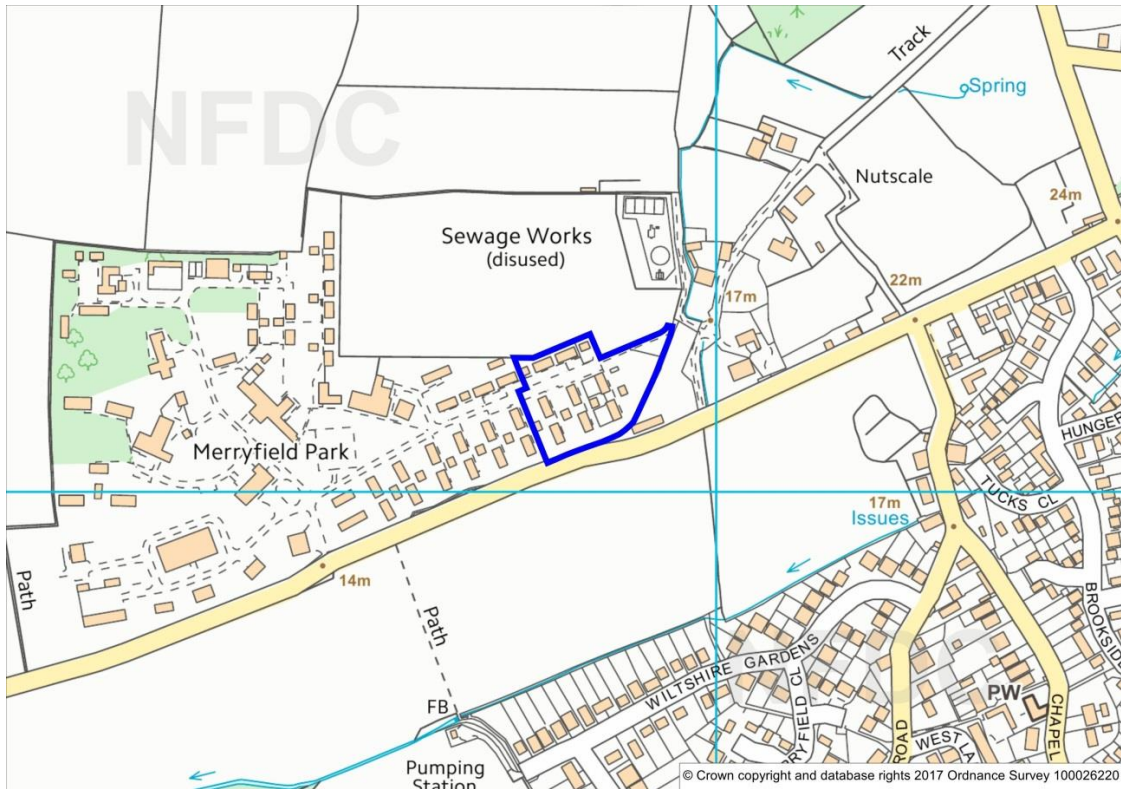 NFDC
Track
Spring
Nutscale
24m
Sewage Works
(disused)
22m
17m
Merryfield Park
HUNGER
TUCKS CL
17m
Issues
Path
14m
Path
BROOKSIDE
WILTSHIRE GARDENS
NFDC
PW
FB
RYFIELD CL
CHAPEL
ROAD
WEST LA
Pumping
Station
© Crown copyright and database rights 2017 Ordnance Survey 100026220